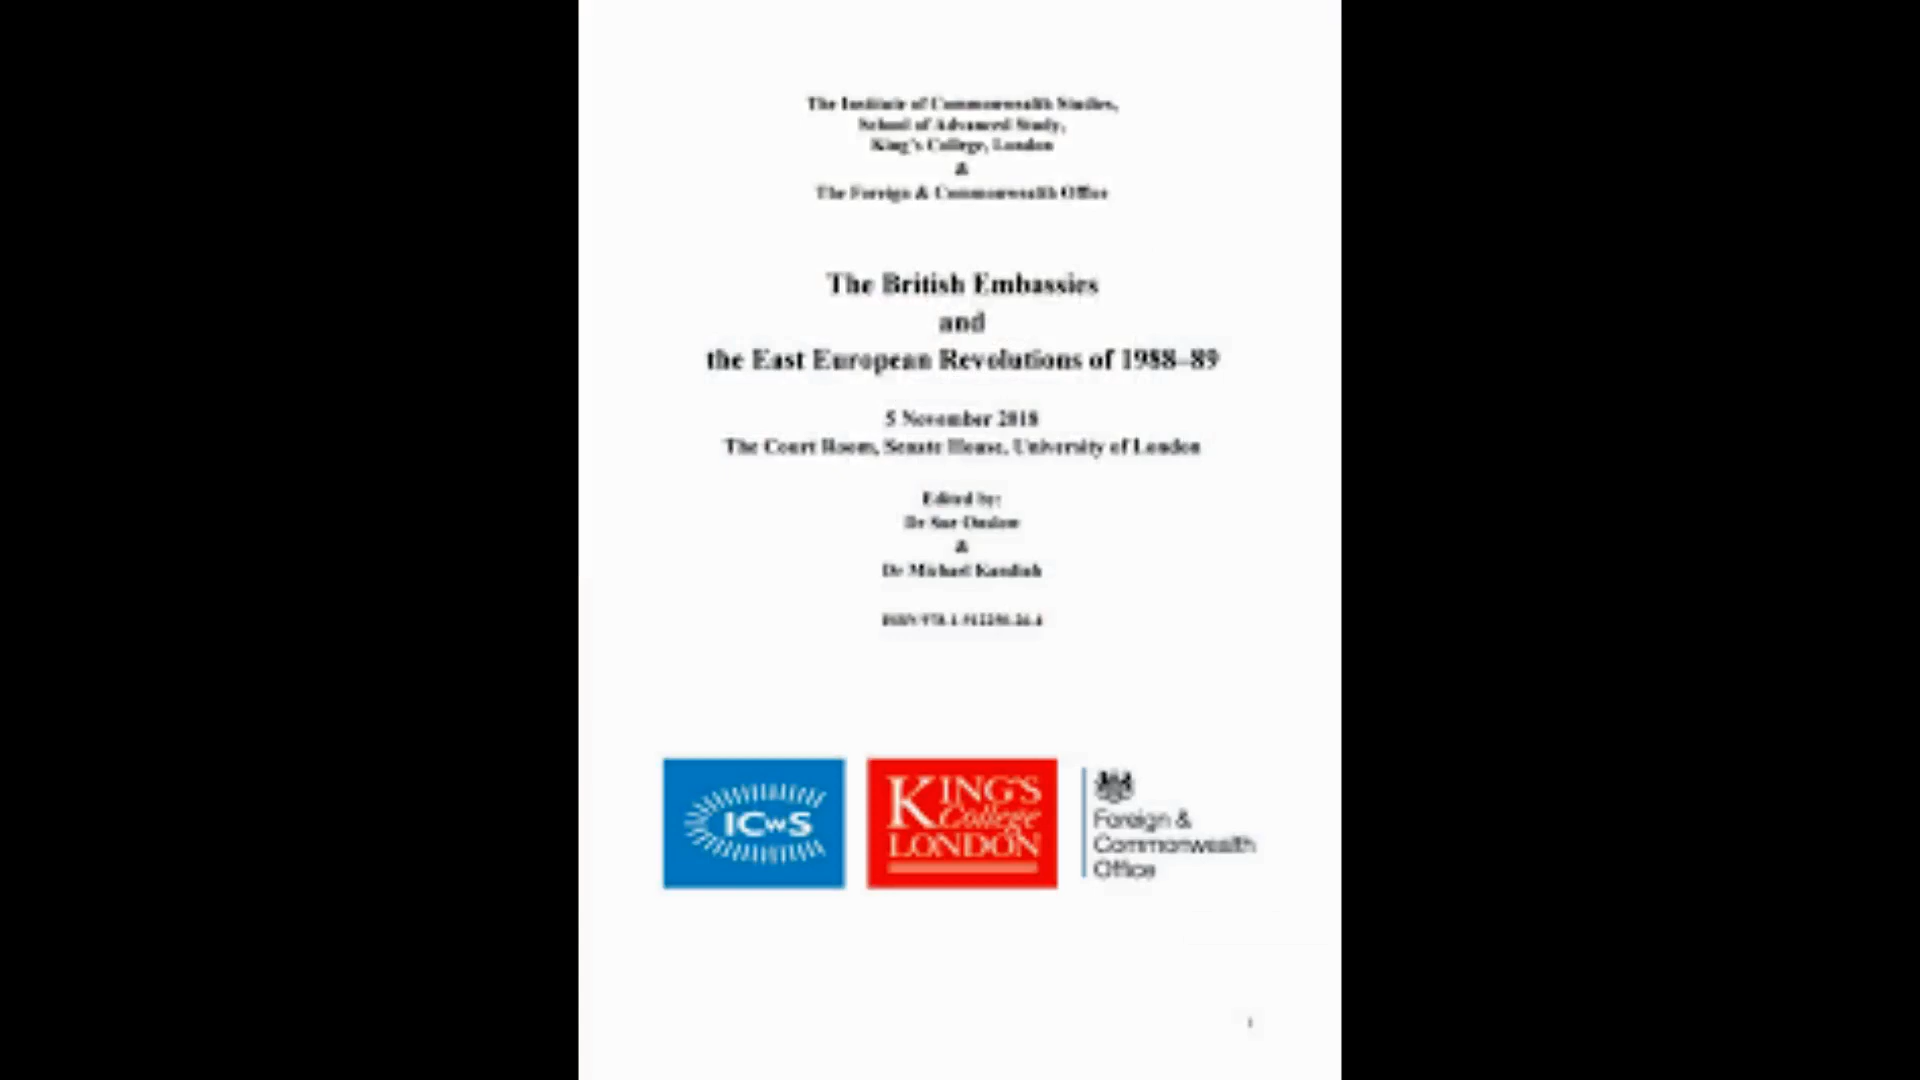 The Institute of Commonwealth Studies,
School of Advanced Study,
King's College, London
&
The Foreign & Commonwealth Office
The British Embassies
and
the East European Revolutions of 1988–89
5 November 2018
The Court Room, Senate House, University of London
Edited by:
Dr Sue Onslow
&
Dr Michael Kandiah
ICwS
KING'S
College
LONDON
Foreign &
Commonwealth
Office
1